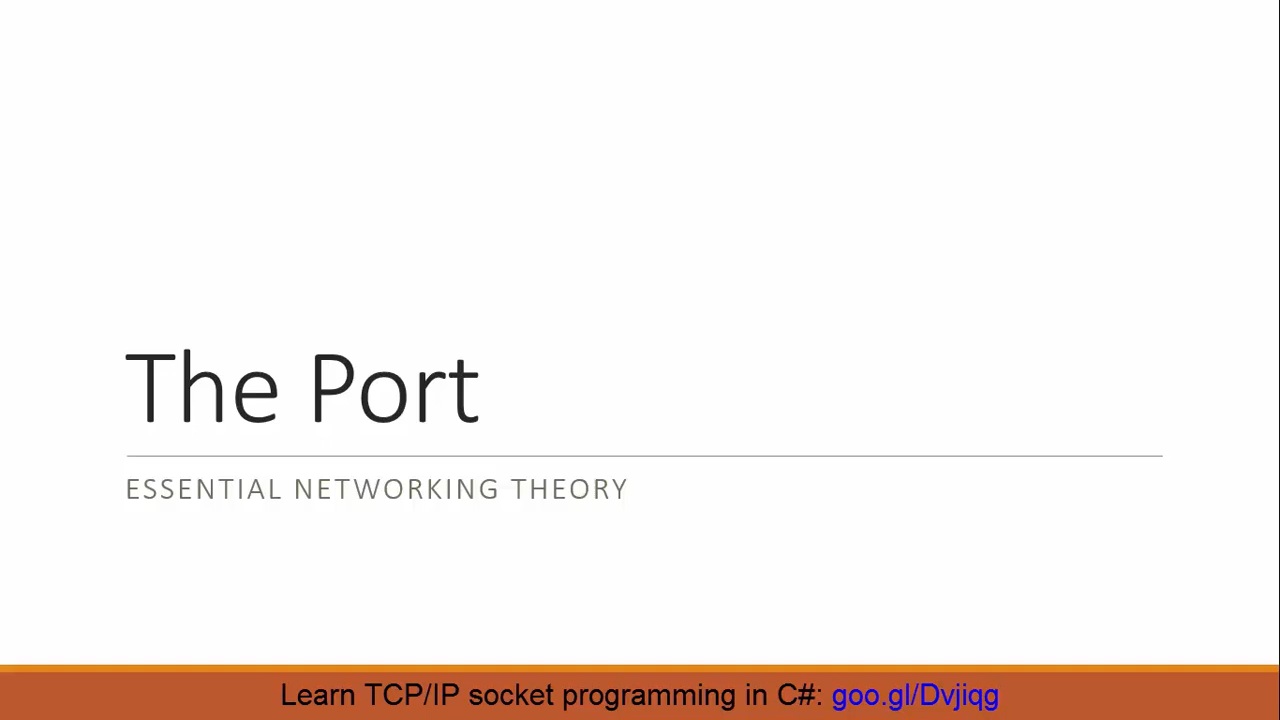 The Port
ESSENTIAL NETWORKING THEORY
Learn TCP/IP socket programming in C#: goo.gl/Dvjiqg